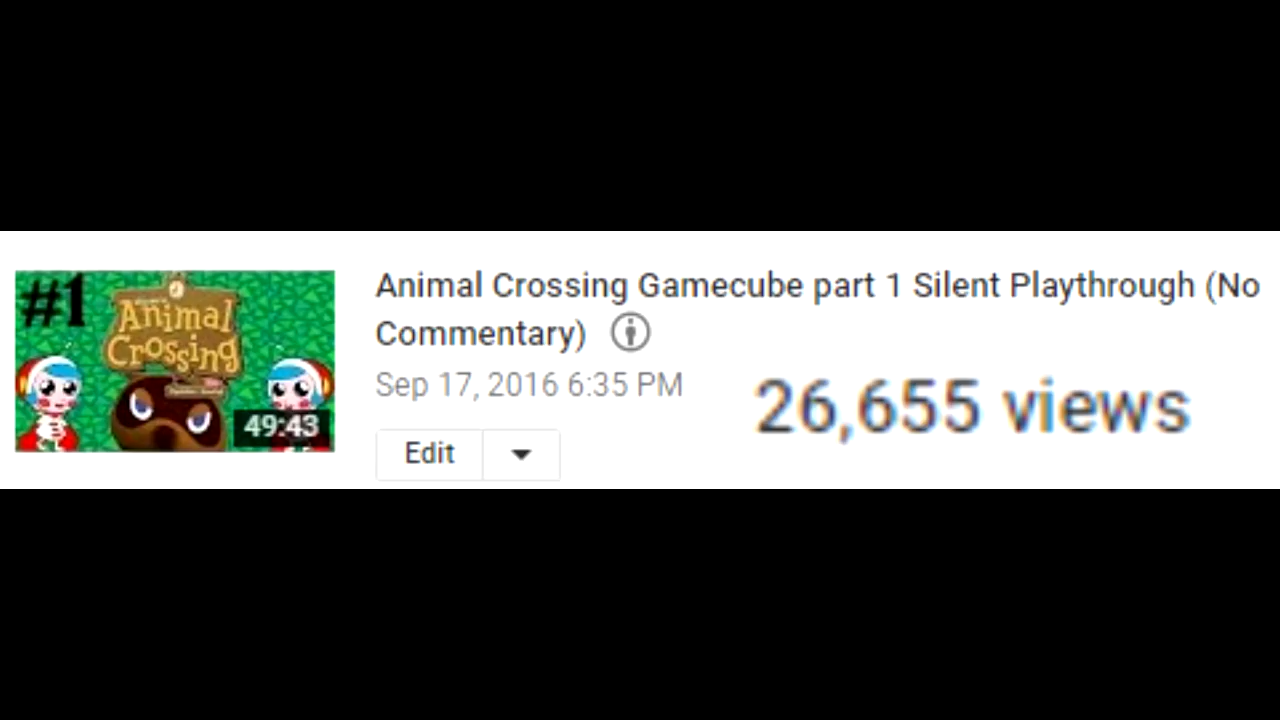 #1
Animal
Crossing
49:43
Animal Crossing Gamecube part 1 Silent Playthrough (No
Commentary)
Sep 17, 2016 6:35 PM
26,655 views
Edit